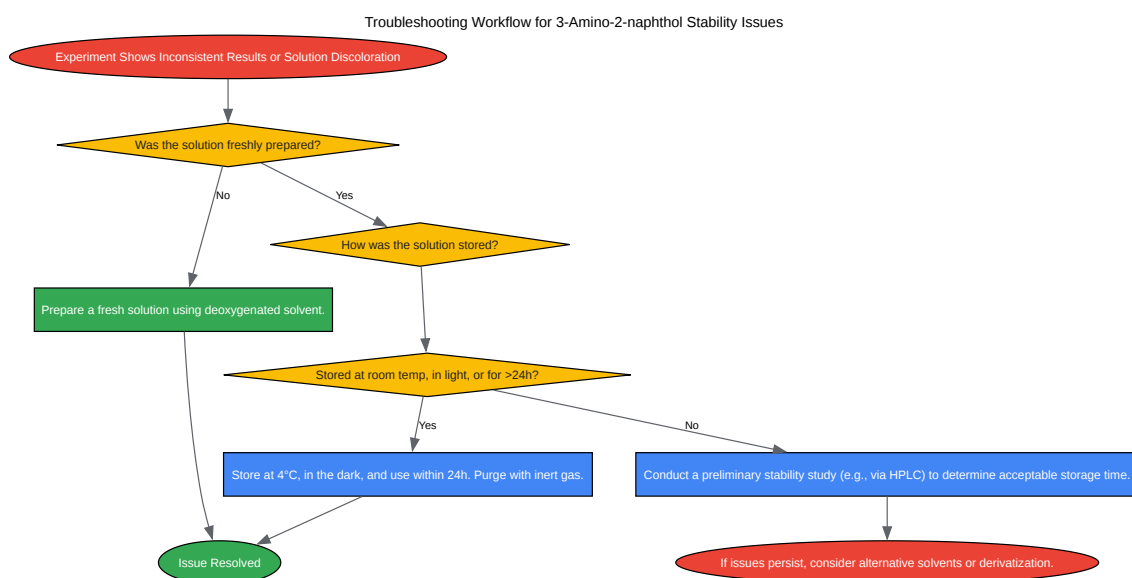 Troubleshooting Workflow for 3-Amino-2-naphthol Stability Issues
Experiment Shows Inconsistent Results or Solution Discoloration
Was the solution freshly prepared?
No
Yes
How was the solution stored?
Prepare a fresh solution using deoxygenated solvent.
Stored at room temp, in light, or for >24h?
Yes
No
Store at 4°C, in the dark, and use within 24h. Purge with inert gas.
Conduct a preliminary stability study (e.g., via HPLC) to determine acceptable storage time.
Issue Resolved
If issues persist, consider alternative solvents or derivatization.